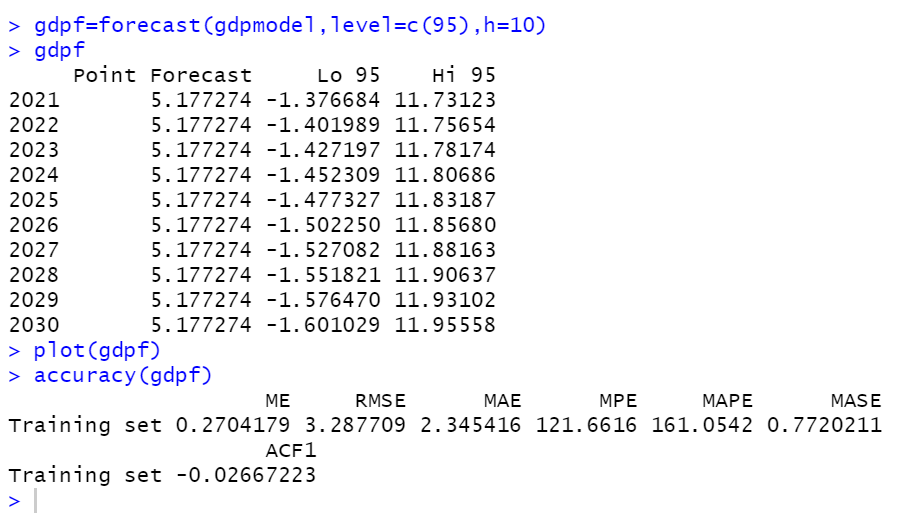 > gdpf=forecast(gdpmodel,level=c(95),h=10)
> gdpf
     Point Forecast     Lo 95    Hi 95
2021       5.177274 -1.376684 11.73123
2022       5.177274 -1.401989 11.75654
2023       5.177274 -1.427197 11.78174
2024       5.177274 -1.452309 11.80686
2025       5.177274 -1.477327 11.83187
2026       5.177274 -1.502250 11.85680
2027       5.177274 -1.527082 11.88163
2028       5.177274 -1.551821 11.90637
2029       5.177274 -1.576470 11.93102
2030       5.177274 -1.601029 11.95558
> plot(gdpf)
> accuracy(gdpf)
                    ME     RMSE      MAE      MPE     MAPE      MASE
Training set 0.2704179 3.287709 2.345416 121.6616 161.0542 0.7720211
                    ACF1
Training set -0.02667223
>